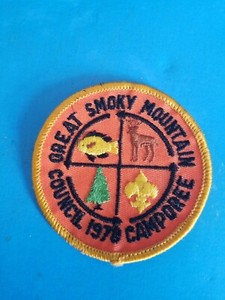 GREAT SMOKY MOUNTAIN
COUNCIL 1978 CAMPOREE